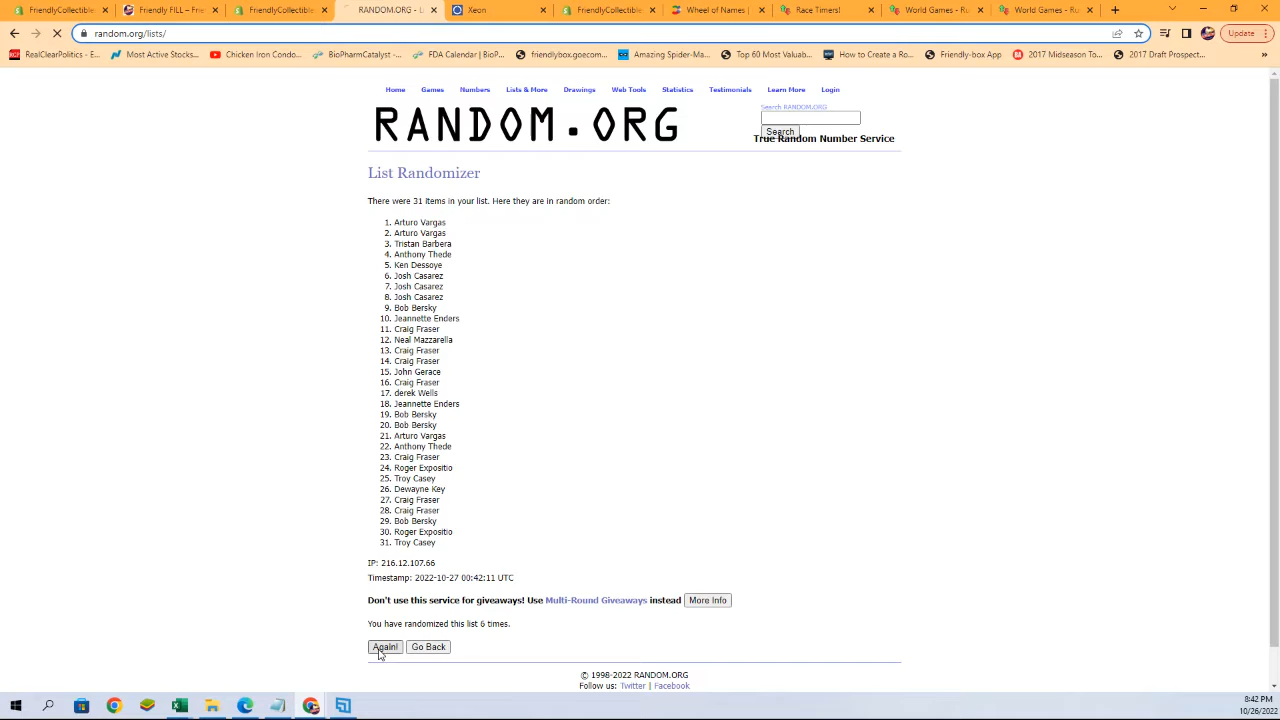 FriendlyCollectible
Friendly FILL – Frie
FriendlyCollectible
RANDOM.ORG -
Xeon
FriendlyCollectible
Wheel of Names |
Race Timers!
World Games - Ru
World Games - Ru
random.org/lists/
Update
RealClearPolitics - E...
Most Active Stocks...
Chicken Iron Condo...
BioPharmCatalyst -...
FDA Calendar | BioP...
friendlybox.goecom...
Amazing Spider-Ma...
Top 60 Most Valuab...
How to Create a Ro...
Friendly-box App
2017 Midseason To...
2017 Draft Prospect...
Home Games Numbers Lists & More Drawings Web Tools Statistics Testimonials Learn More Login
Search RANDOM.ORG
RANDOM.ORG
Search
True Random Number Service
List Randomizer
There were 31 items in your list. Here they are in random order:
1. Arturo Vargas
2. Arturo Vargas
3. Tristan Barbera
4. Anthony Thede
5. Ken Dessoye
6. Josh Casarez
7. Josh Casarez
8. Josh Casarez
9. Bob Bersky
10. Jeannette Enders
11. Craig Fraser
12. Neal Mazzarella
13. Craig Fraser
14. Craig Fraser
15. John Gerace
16. Craig Fraser
17. derek Wells
18. Jeannette Enders
19. Bob Bersky
20. Bob Bersky
21. Arturo Vargas
22. Anthony Thede
23. Craig Fraser
24. Roger Expositio
25. Troy Casey
26. Dewayne Key
27. Craig Fraser
28. Craig Fraser
29. Bob Bersky
30. Roger Expositio
31. Troy Casey
IP: 216.12.107.66
Timestamp: 2022-10-27 00:42:11 UTC
Don't use this service for giveaways! Use Multi-Round Giveaways instead More Info
You have randomized this list 6 times.
Again! Go Back
© 1998-2022 RANDOM.ORG
Follow us: Twitter | Facebook
8:42 PM
10/26/2022